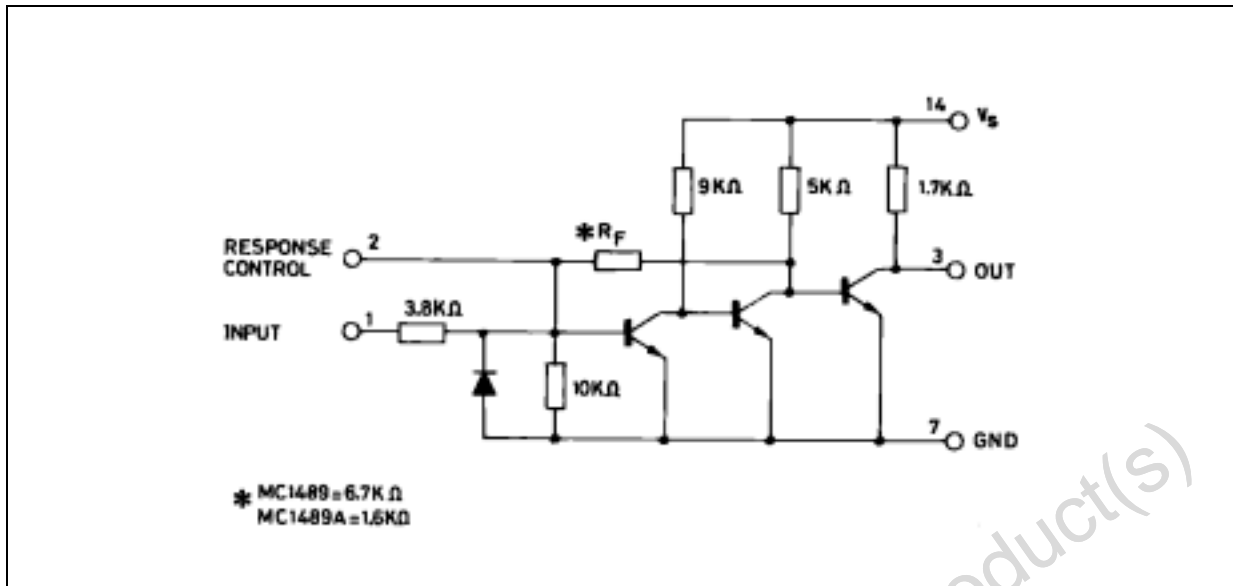 14 Vs
9KΩ 5KΩ 1.7KΩ
*RF
RESPONSE CONTROL 2
3 OUT
3.8KΩ
INPUT 1
10KΩ
7 GND
* MC1489=6.7KΩ
MC1489A=1.6KΩ
oduct(s)